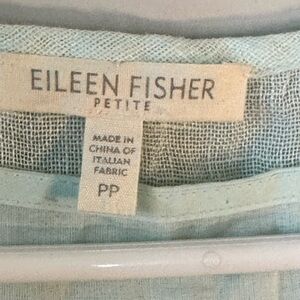 EILEEN FISHER
PETITE
MADE IN
CHINA OF
ITALIAN
FABRIC
PP